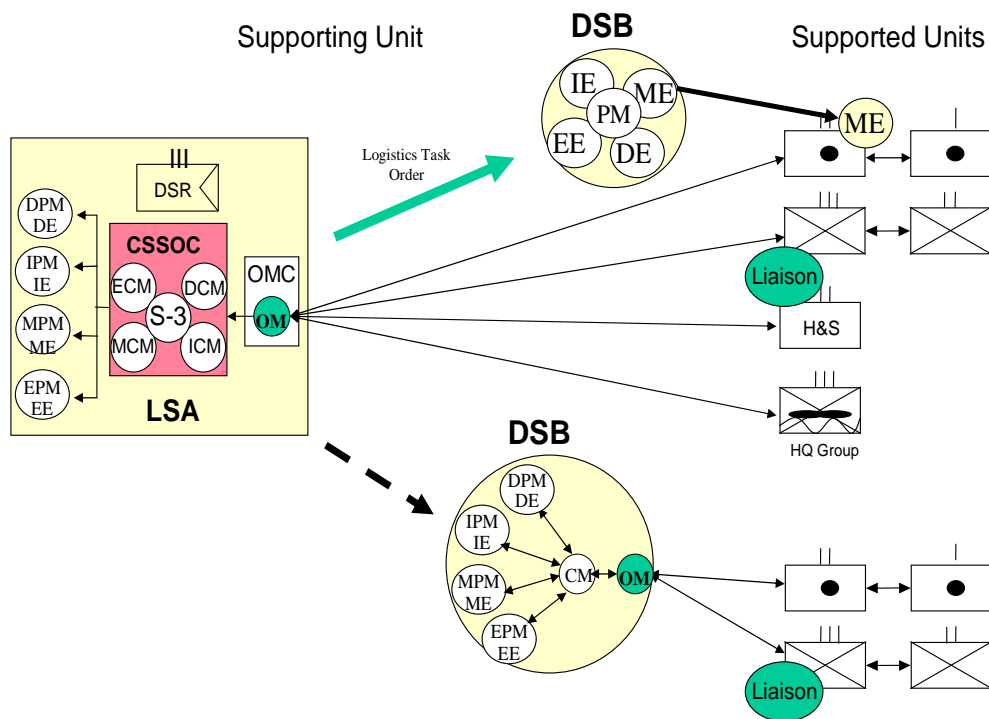 Supporting Unit
DSB
Supported Units
IE
ME
PM
EE
DE
ME
Logistics Task
Order
DSR
DPM
DE
IPM
IE
MPM
ME
EPM
EE
CSSOC
ECM
DCM
S-3
MCM
ICM
OMC
OM
LSA
Liaison
H&S
HQ Group
DSB
DPM
DE
IPM
IE
MPM
ME
EPM
EE
CM
OM
Liaison